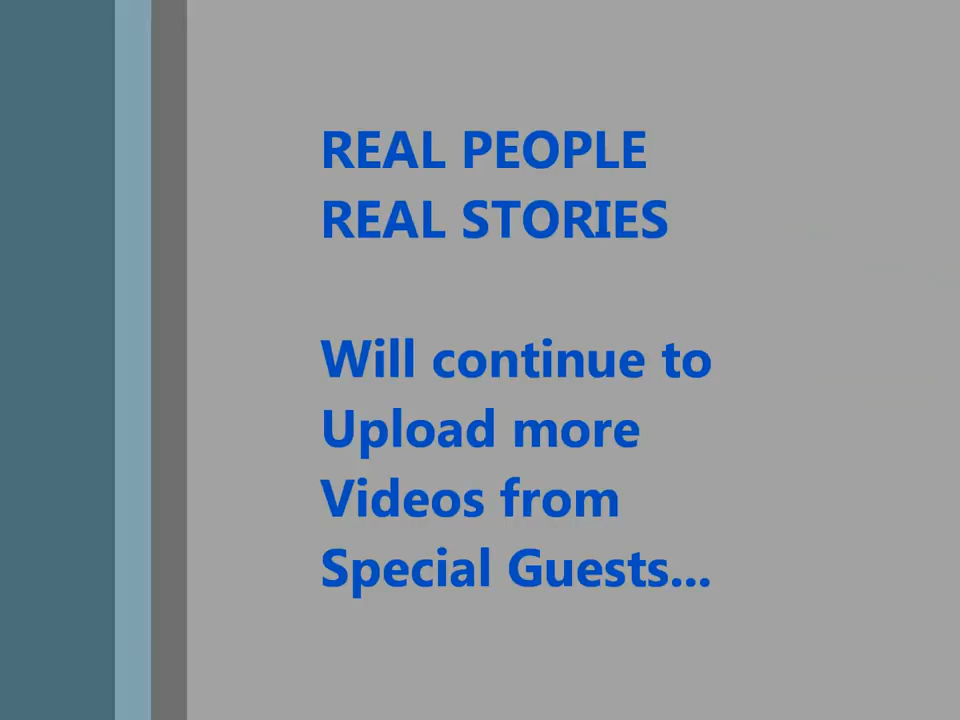 REAL PEOPLE
REAL STORIES
Will continue to
Upload more
Videos from
Special Guests...